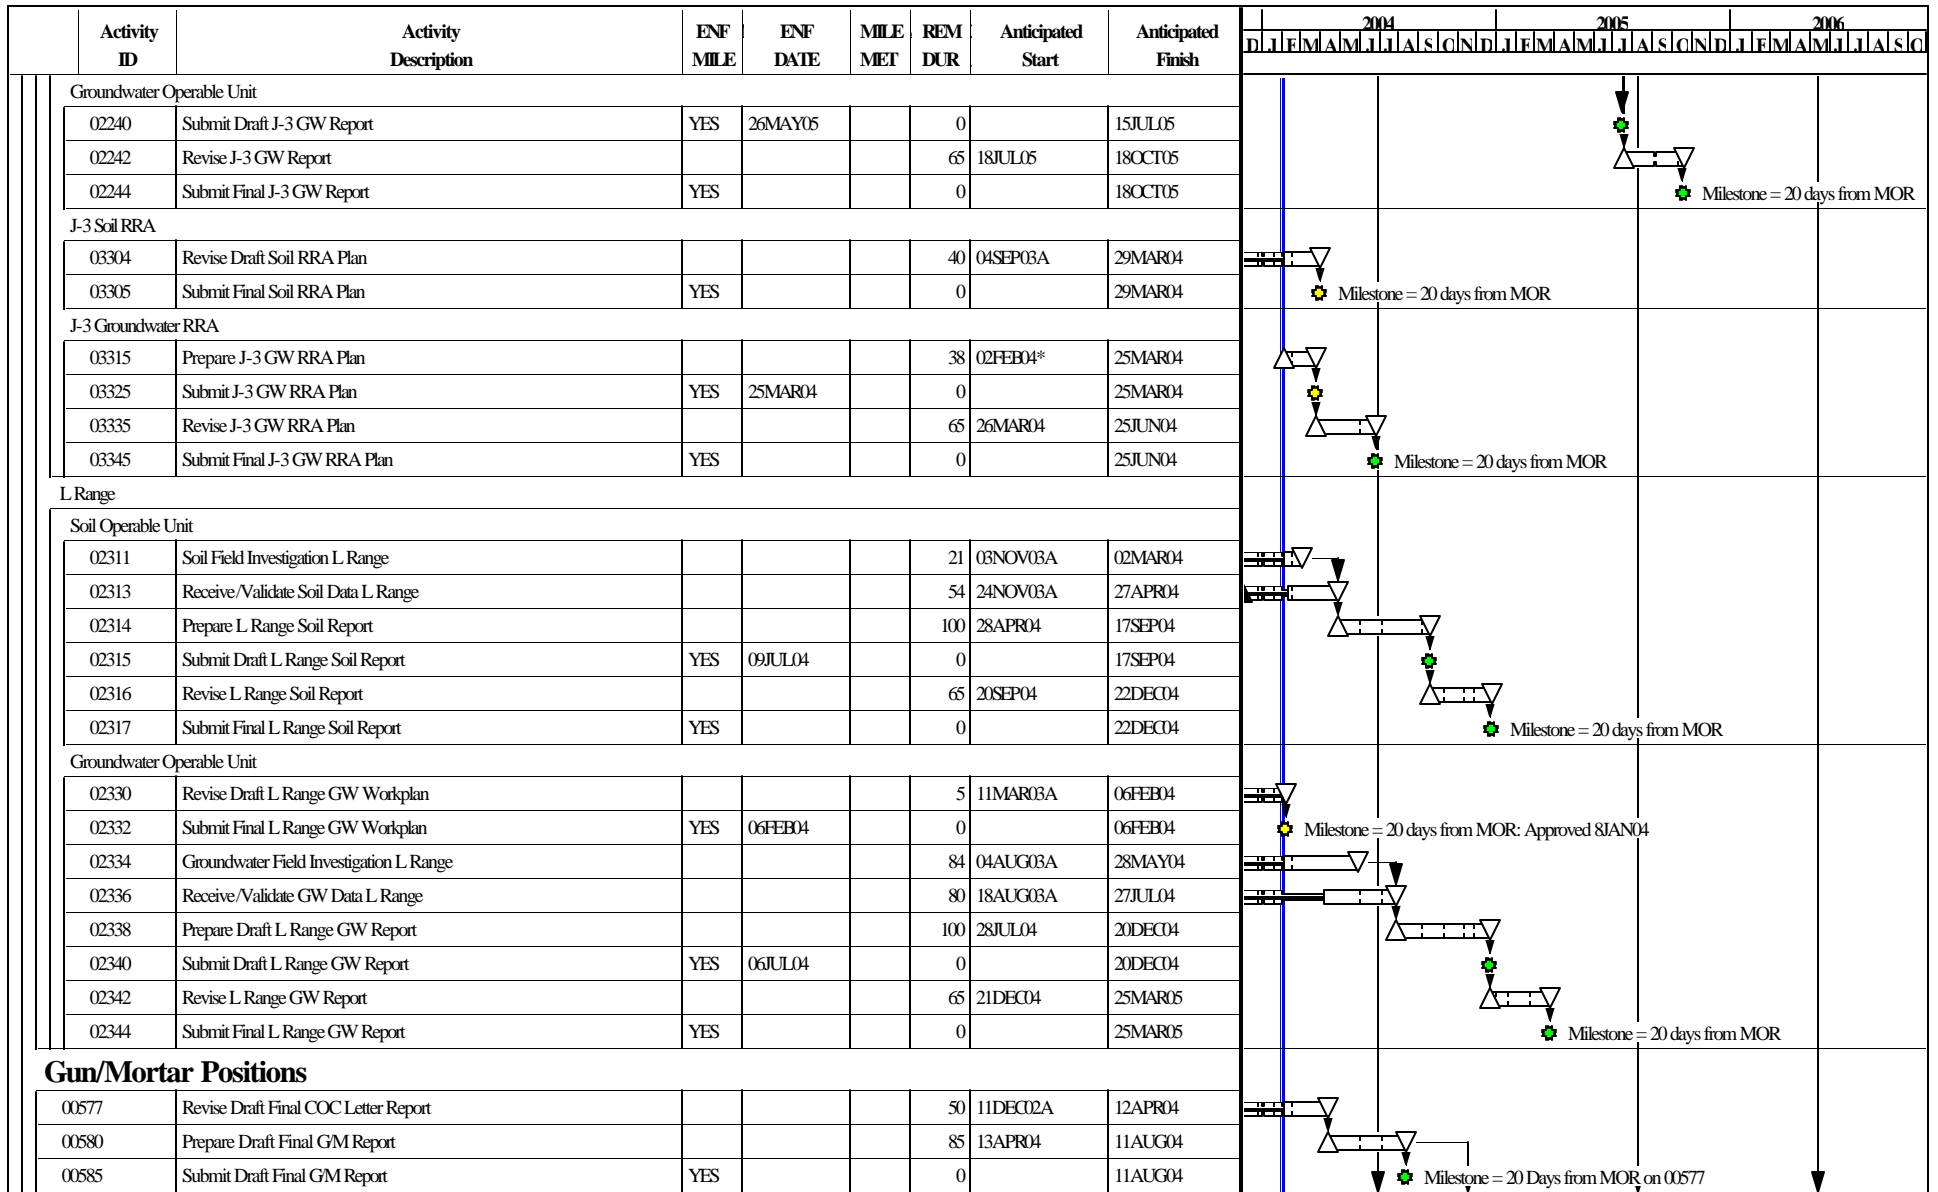 Activity ID Activity Description ENF MILE ENF DATE MILE MET REM DUR Anticipated Start Anticipated Finish
2004 2005 2006
D J F M A M J J A S O N D J F M A M J J A S O N D J F M A M J J A S O
Groundwater Operable Unit
02240 Submit Draft J-3 GW Report YES 26MAY05 0 15JUL05
02242 Revise J-3 GW Report 65 18JUL05 18OCT05
02244 Submit Final J-3 GW Report YES 0 18OCT05 Milestone = 20 days from MOR
J-3 Soil RRA
03304 Revise Draft Soil RRA Plan 40 04SEP03A 29MAR04
03305 Submit Final Soil RRA Plan YES 0 29MAR04 Milestone = 20 days from MOR
J-3 Groundwater RRA
03315 Prepare J-3 GW RRA Plan 38 02FEB04* 25MAR04
03325 Submit J-3 GW RRA Plan YES 25MAR04 0 25MAR04
03335 Revise J-3 GW RRA Plan 65 26MAR04 25JUN04
03345 Submit Final J-3 GW RRA Plan YES 0 25JUN04 Milestone = 20 days from MOR
L Range
Soil Operable Unit
02311 Soil Field Investigation L Range 21 03NOV03A 02MAR04
02313 Receive/Validate Soil Data L Range 54 24NOV03A 27APR04
02314 Prepare L Range Soil Report 100 28APR04 17SEP04
02315 Submit Draft L Range Soil Report YES 09JUL04 0 17SEP04
02316 Revise L Range Soil Report 65 20SEP04 22DEC04
02317 Submit Final L Range Soil Report YES 0 22DEC04 Milestone = 20 days from MOR
Groundwater Operable Unit
02330 Revise Draft L Range GW Workplan 5 11MAR03A 06FEB04
02332 Submit Final L Range GW Workplan YES 06FEB04 0 06FEB04 Milestone = 20 days from MOR: Approved 8JAN04
02334 Groundwater Field Investigation L Range 84 04AUG03A 28MAY04
02336 Receive/Validate GW Data L Range 80 18AUG03A 27JUL04
02338 Prepare Draft L Range GW Report 100 28JUL04 20DEC04
02340 Submit Draft L Range GW Report YES 06JUL04 0 20DEC04
02342 Revise L Range GW Report 65 21DEC04 25MAR05
02344 Submit Final L Range GW Report YES 0 25MAR05 Milestone = 20 days from MOR
Gun/Mortar Positions
00577 Revise Draft Final COC Letter Report 50 11DEC02A 12APR04
00580 Prepare Draft Final G/M Report 85 13APR04 11AUG04
00585 Submit Draft Final G/M Report YES 0 11AUG04 Milestone = 20 Days from MOR on 00577